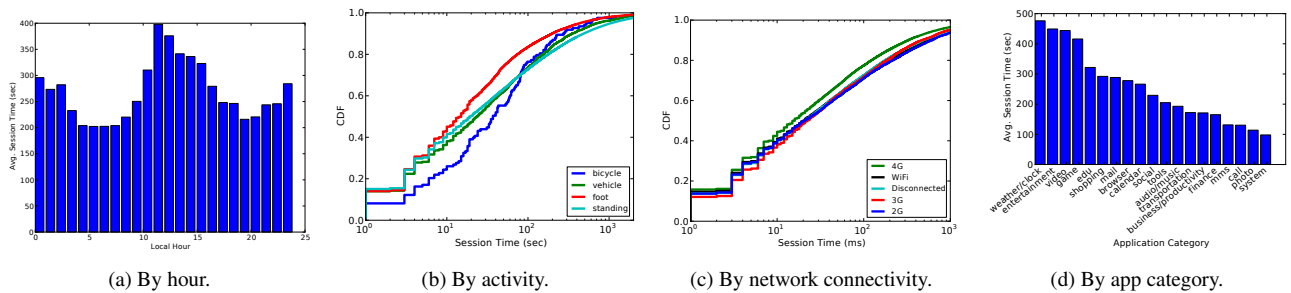 Avg. Session Time (sec)
400
350
300
250
200
150
100
50
0
0
5
10
15
20
25
Local Hour
(a) By hour.
CDF
1.0
0.8
0.6
0.4
0.2
0.0
10^0
10^1
10^2
10^3
Session Time (sec)
bicycle
vehicle
foot
standing
(b) By activity.
CDF
1.0
0.8
0.6
0.4
0.2
0.0
10^0
10^1
10^2
10^3
Session Time (ms)
4G
WiFi
Disconnected
3G
2G
(c) By network connectivity.
Avg. Session Time (sec)
500
400
300
200
100
0
weather/clock
entertainment
video
game
edu
shopping
mail
browser
calendar
social
tools
audio/music
transportation
business/productivity
finance
mms
call
photo
system
Application Category
(d) By app category.